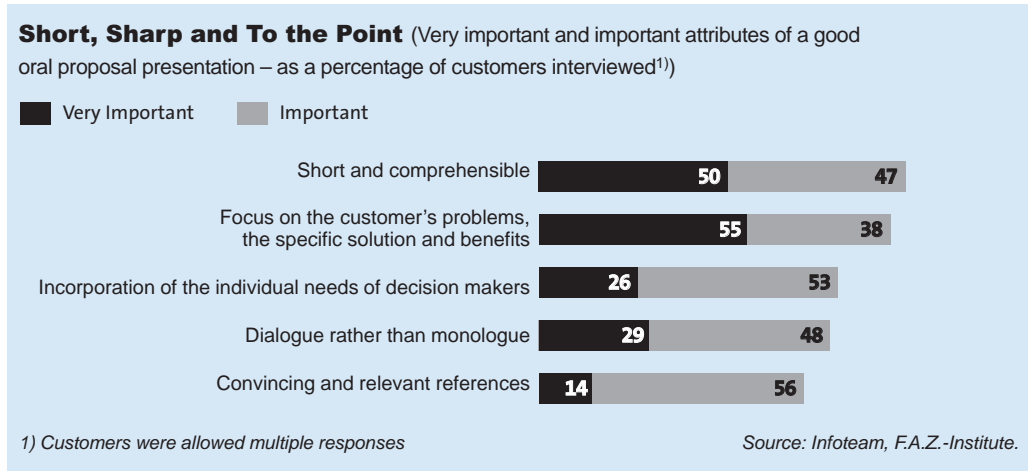 Short, Sharp and To the Point (Very important and important attributes of a good
oral proposal presentation – as a percentage of customers interviewed1))
Very Important Important
Short and comprehensible 50 47
Focus on the customer's problems,
the specific solution and benefits 55 38
Incorporation of the individual needs of decision makers 26 53
Dialogue rather than monologue 29 48
Convincing and relevant references 14 56
1) Customers were allowed multiple responses Source: Infoteam, F.A.Z.-Institute.